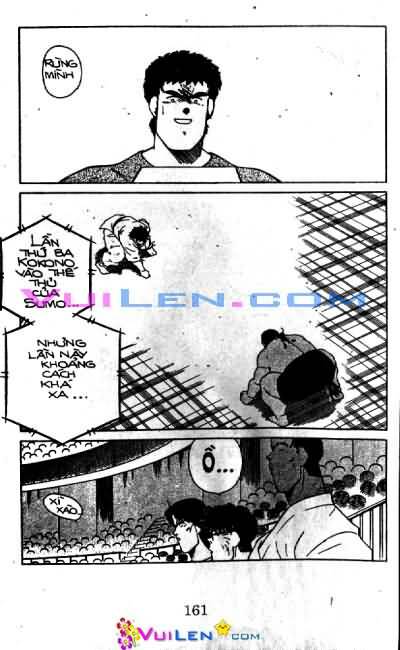 RÙNG
MÌNH
LẦN
THỨ BA
KOKONO
VÀO THẾ
THỦ
CỦA
SUMO...
NHƯNG
LẦN NÀY
KHOẢNG
CÁCH
KHÁ
XA...
VUILEN.COM
Ồ...
XÌ
XÀO
161
VUILEN.COM